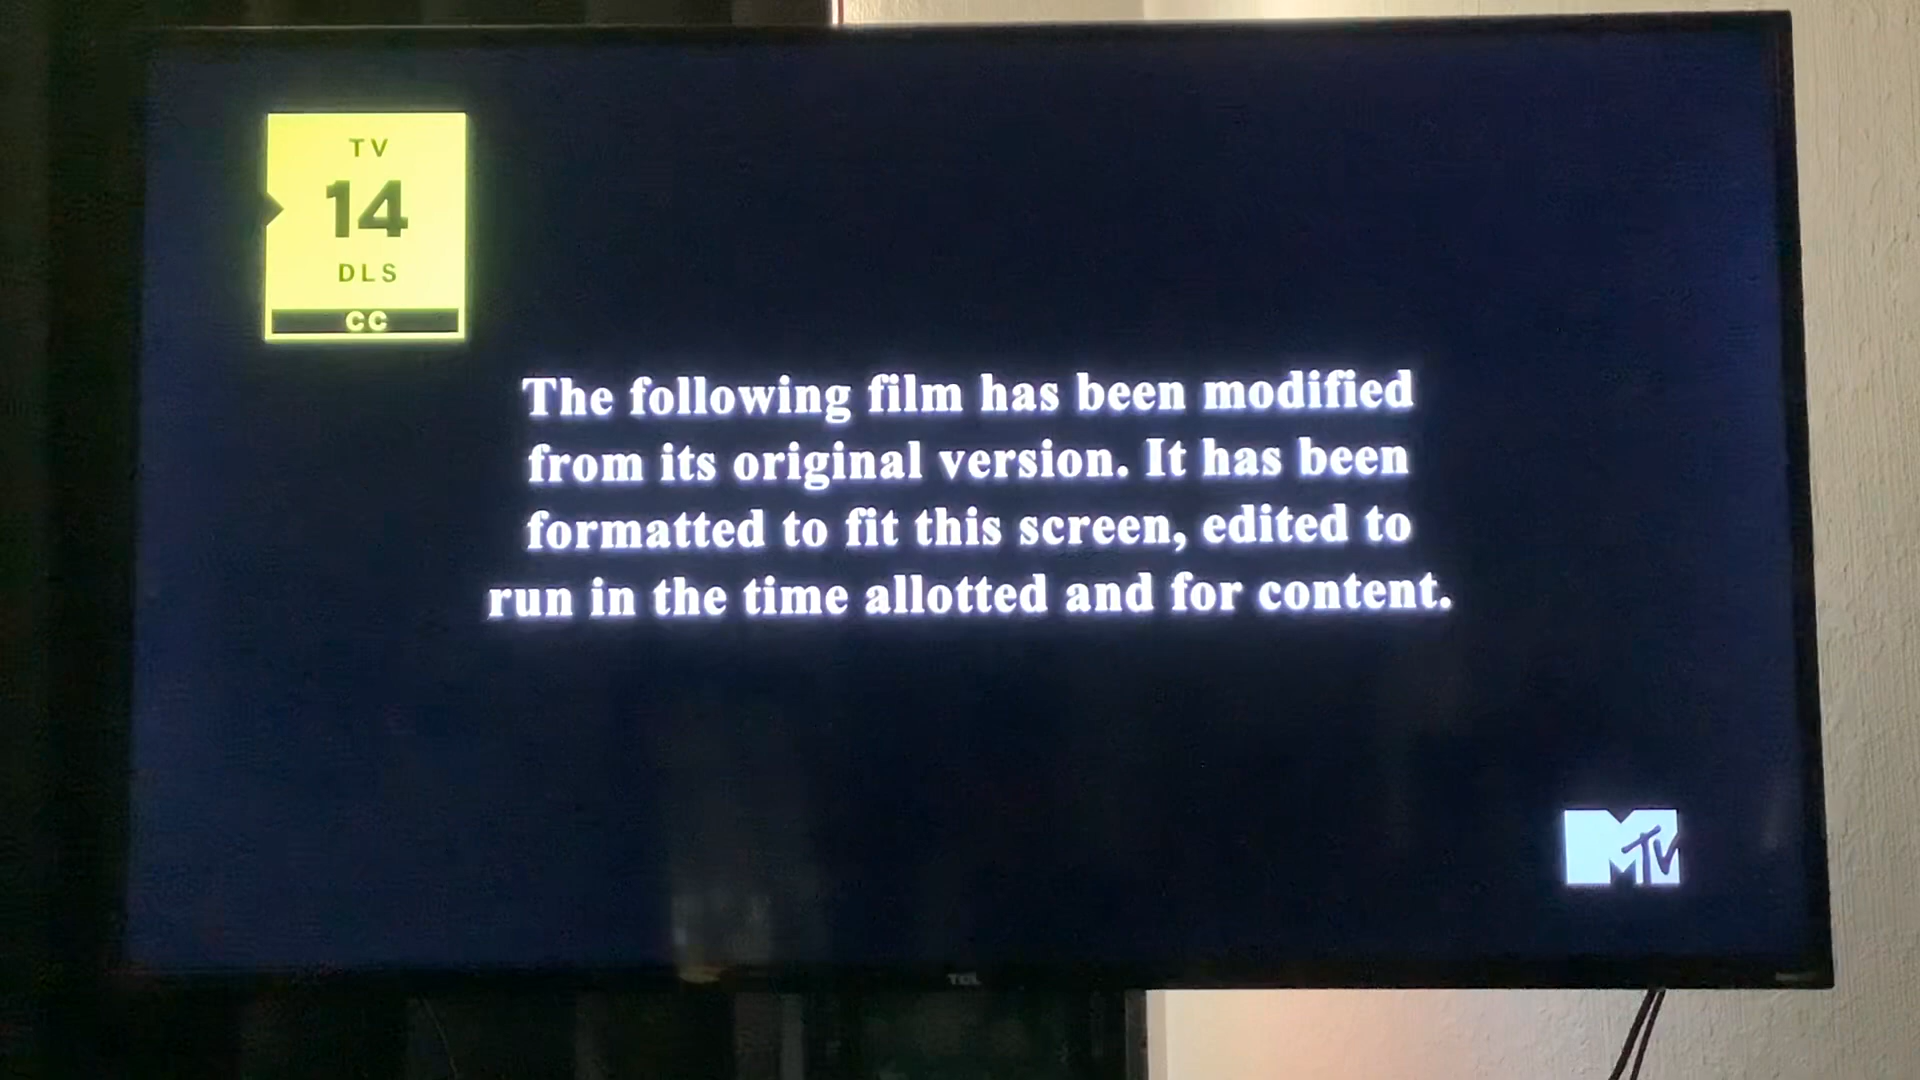 TV
14
DLS
CC
The following film has been modified
from its original version. It has been
formatted to fit this screen, edited to
run in the time allotted and for content.
MTV
TCL